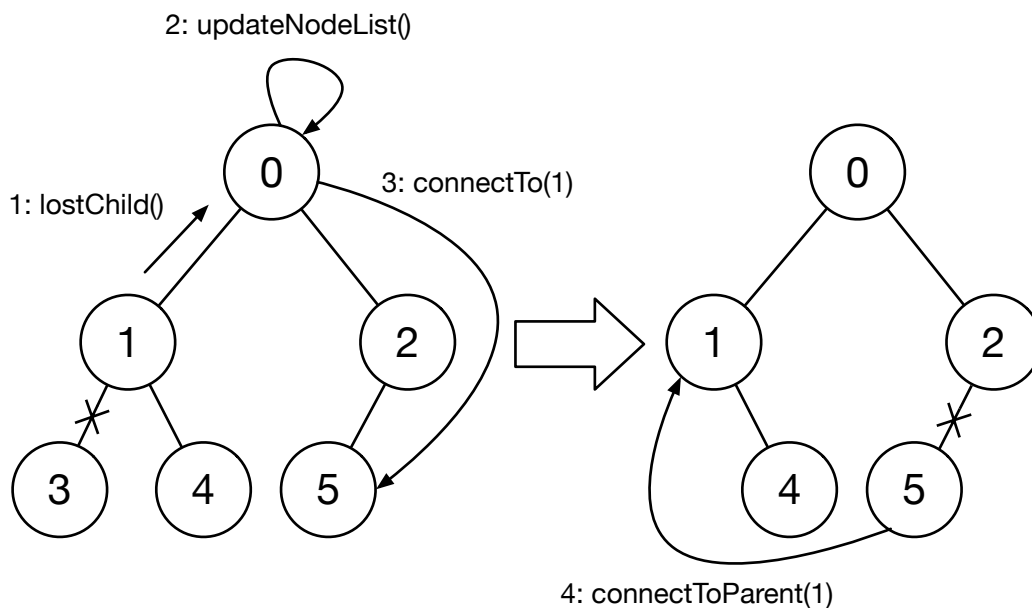 2: updateNodeList()
0
0
3: connectTo(1)
1: lostChild()
1
2
1
2
3
4
5
4
5
4: connectToParent(1)